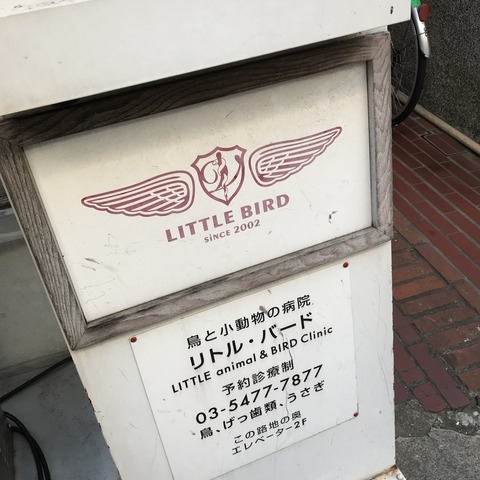 LITTLE BIRD
SiNCE 2002
鳥と小動物の病院
リトル・バード
LITTLE animal & BIRD Clinic
予約診療制
03-5477-7877
鳥、げっ歯類、うさぎ
この路地の奥
エレベーター2F